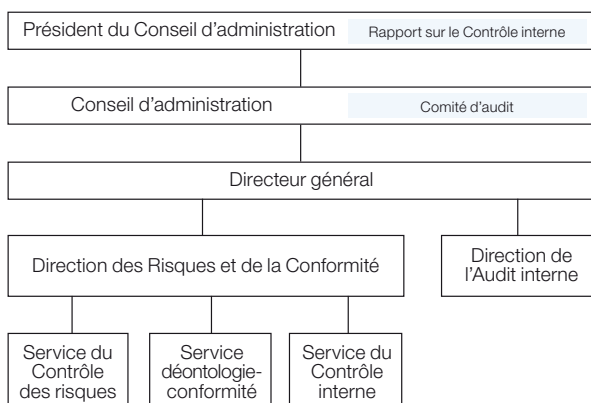 Président du Conseil d’administration Rapport sur le Contrôle interne
Conseil d’administration Comité d’audit
Directeur général
Direction des Risques et de la Conformité
Direction de
l’Audit interne
Service du
Contrôle
des risques
Service
déontologie-
conformité
Service du
Contrôle
interne